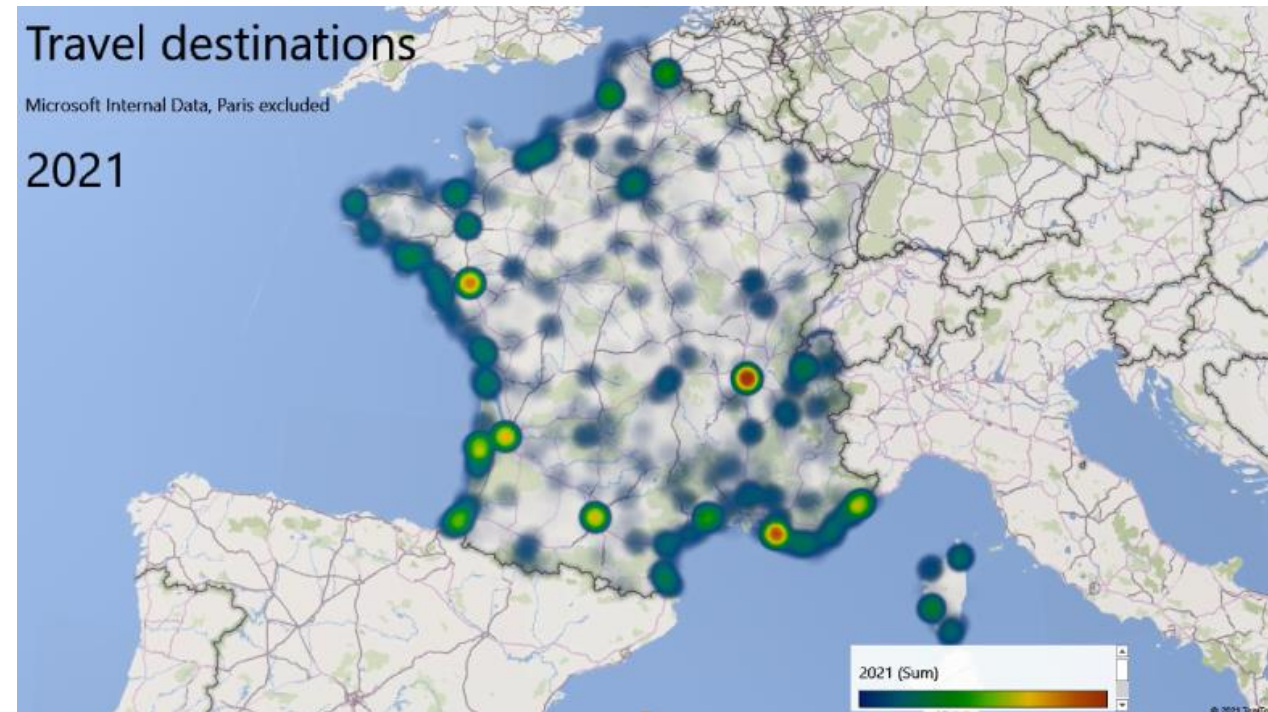 Travel destinations
Microsoft Internal Data, Paris excluded
2021
2021 (Sum)